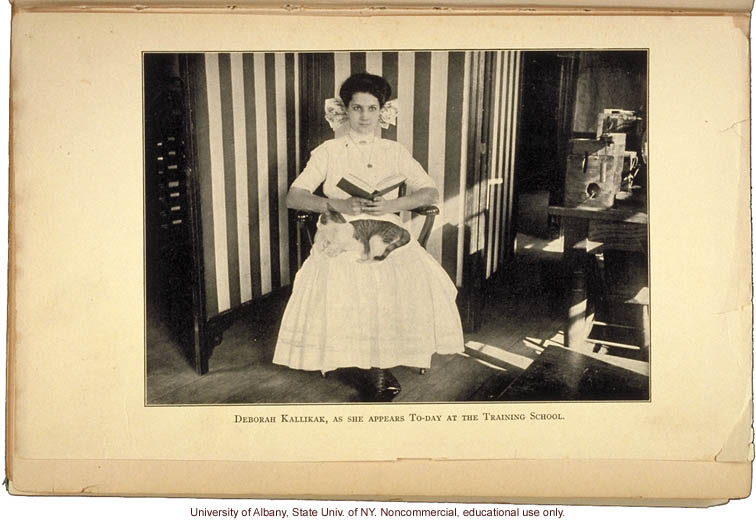 Deborah Kallikak, as she appears To-day at the Training School.
University of Albany, State Univ. of NY. Noncommercial, educational use only.